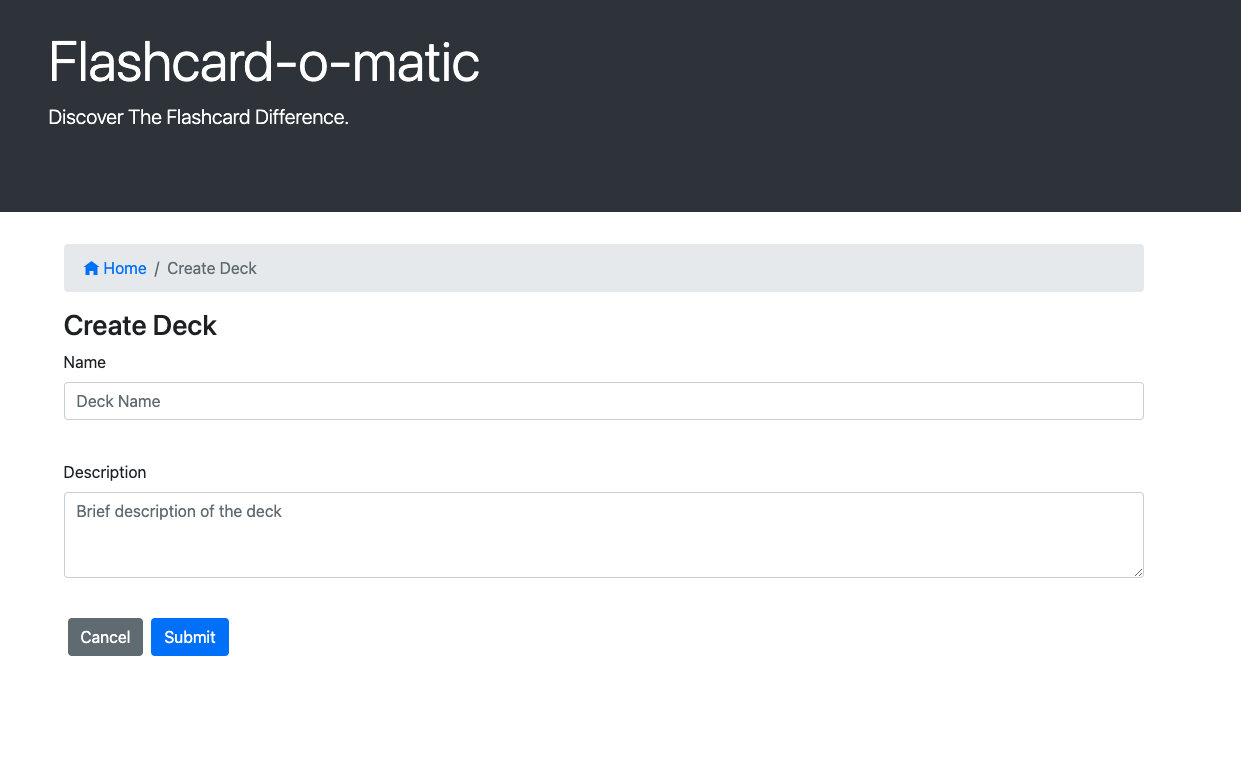 Flashcard-o-matic
Discover The Flashcard Difference.
Home / Create Deck
Create Deck
Name
Deck Name
Description
Brief description of the deck
Cancel Submit